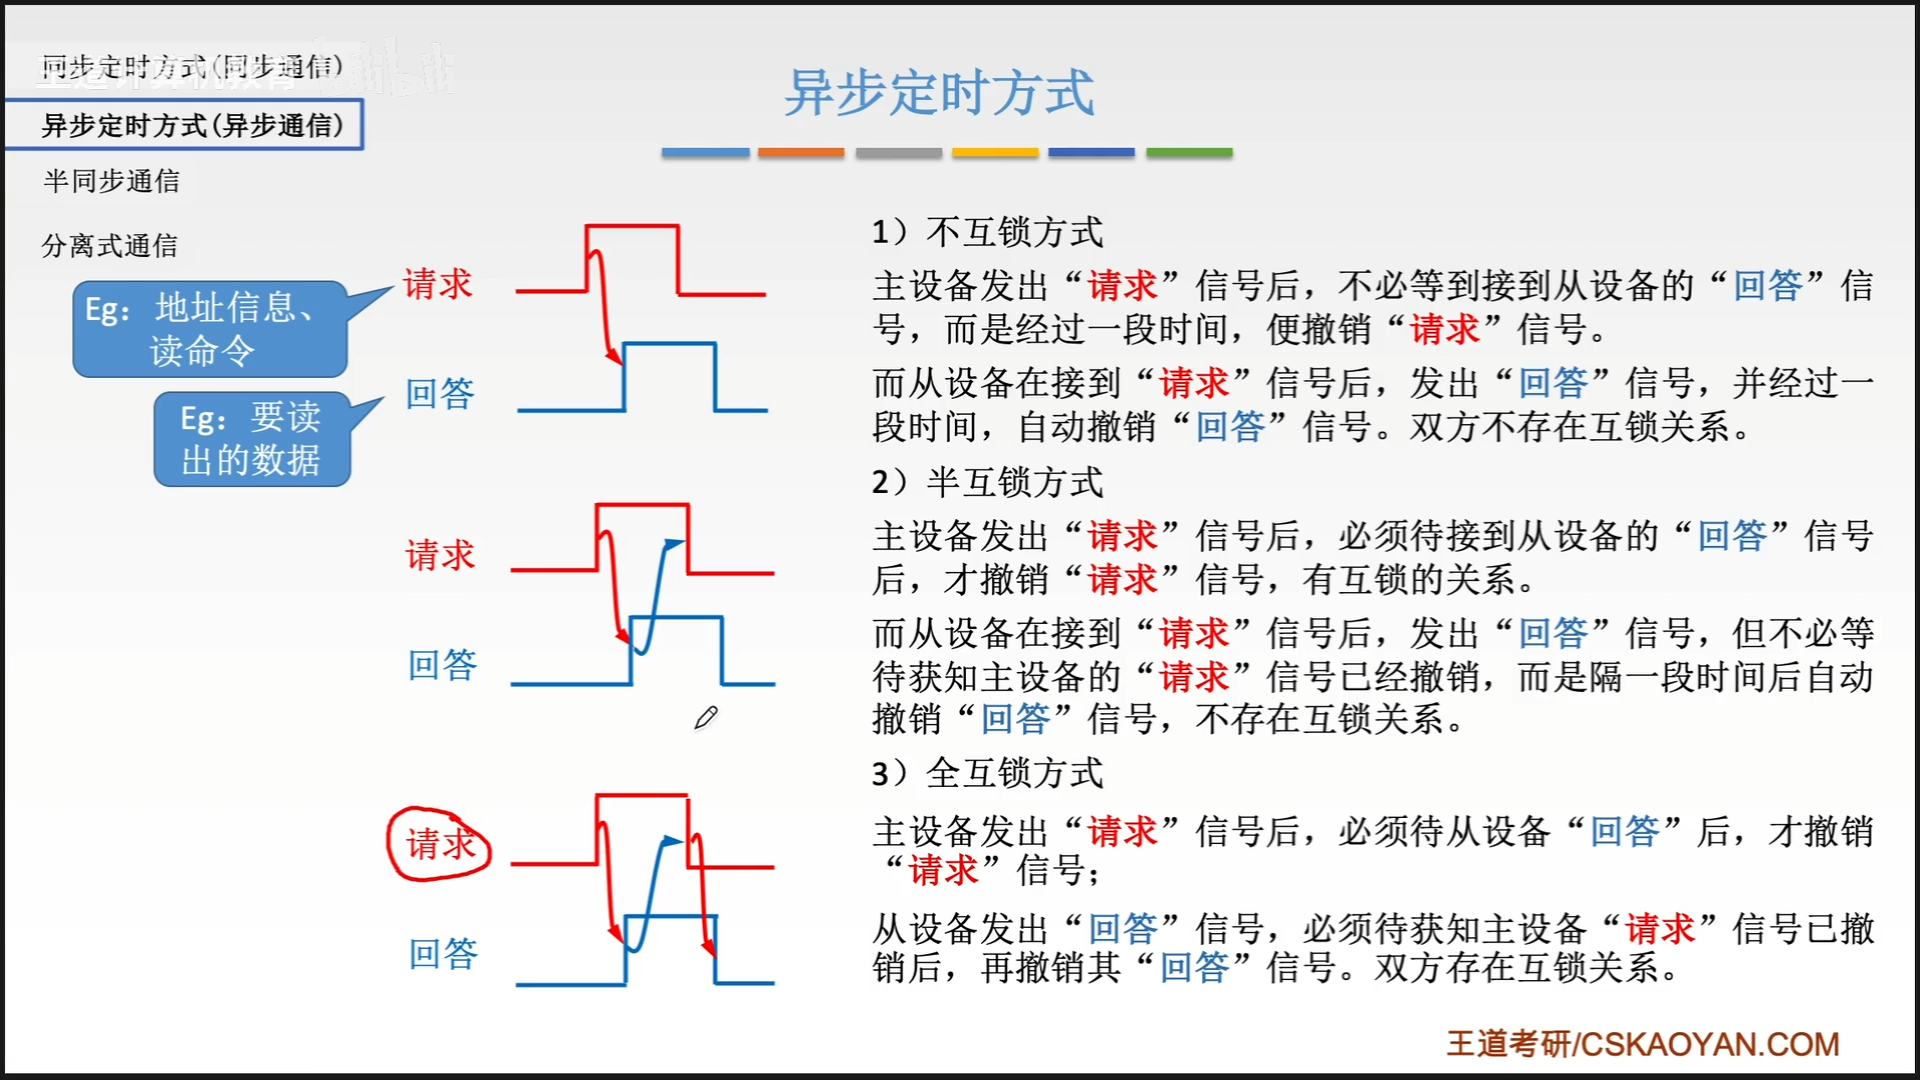 同步定时方式(同步通信)
王道计算机教育
异步定时方式(异步通信)
半同步通信
分离式通信
异步定时方式
Eg：地址信息、
读命令
Eg：要读
出的数据
请求
回答
请求
回答
请求
回答
1）不互锁方式
主设备发出“请求”信号后，不必等到接到从设备的“回答”信
号，而是经过一段时间，便撤销“请求”信号。
而从设备在接到“请求”信号后，发出“回答”信号，并经过一
段时间，自动撤销“回答”信号。双方不存在互锁关系。
2）半互锁方式
主设备发出“请求”信号后，必须待接到从设备的“回答”信号
后，才撤销“请求”信号，有互锁的关系。
而从设备在接到“请求”信号后，发出“回答”信号，但不必等
待获知主设备的“请求”信号已经撤销，而是隔一段时间后自动
撤销“回答”信号，不存在互锁关系。
3）全互锁方式
主设备发出“请求”信号后，必须待从设备“回答”后，才撤销
“请求”信号；
从设备发出“回答”信号，必须待获知主设备“请求”信号已撤
销后，再撤销其“回答”信号。双方存在互锁关系。
王道考研/CSKAOYAN.COM